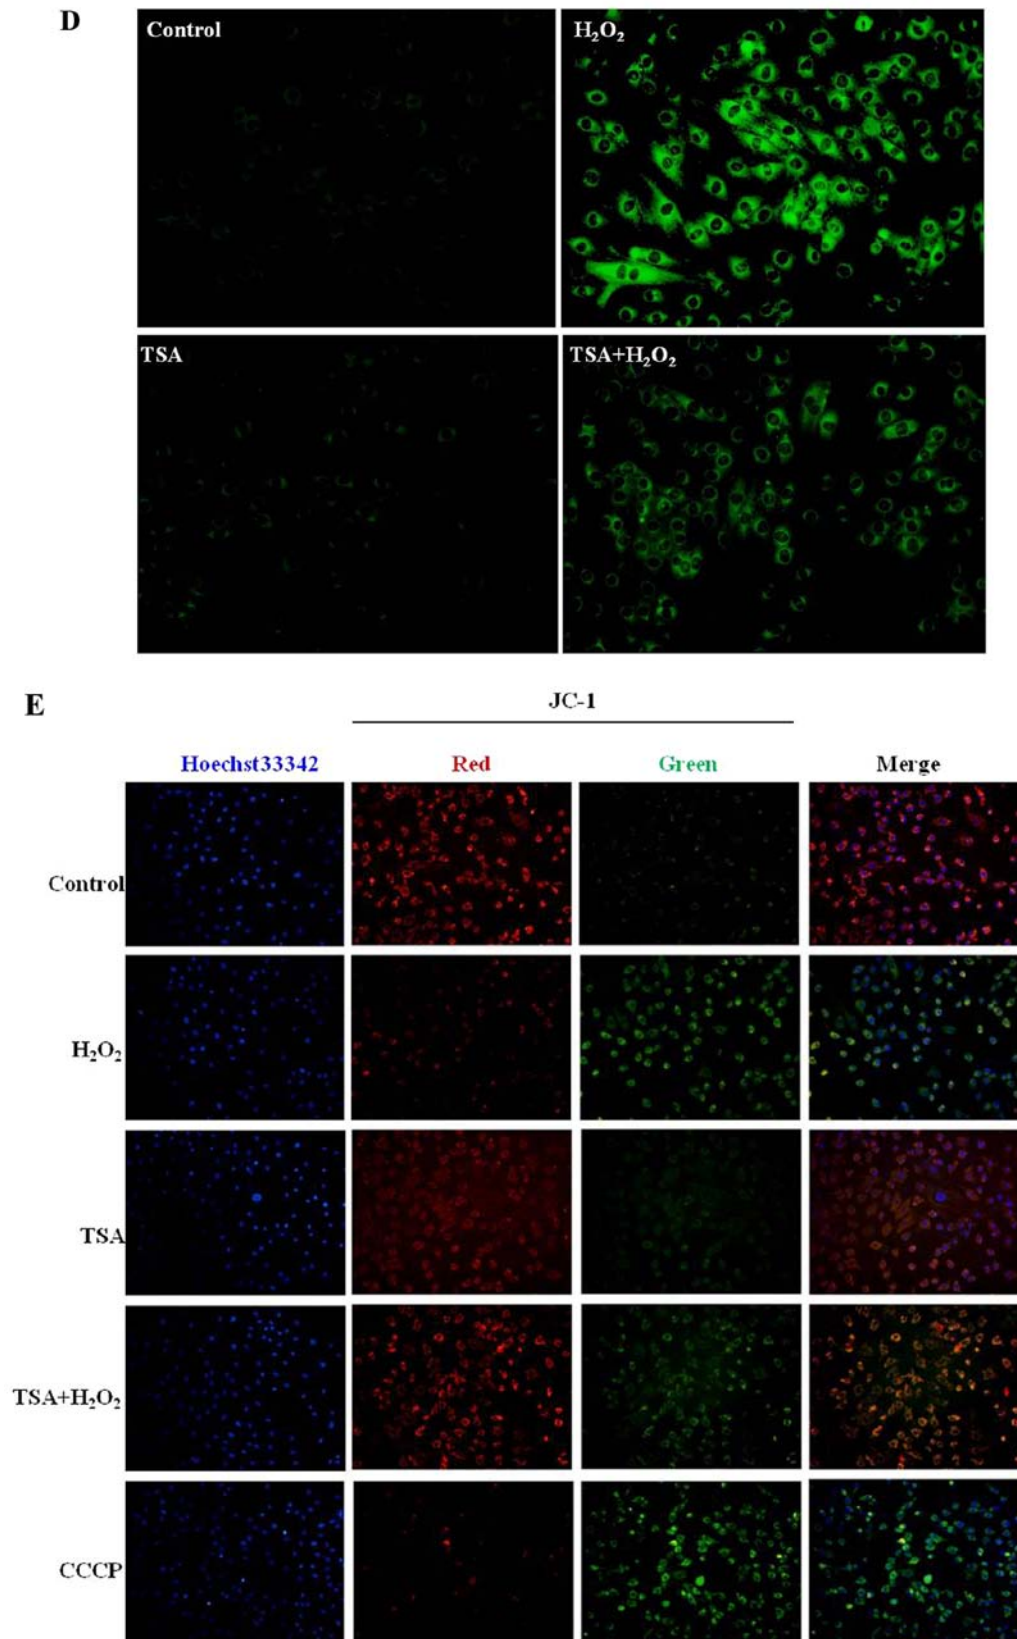 D
Control
H₂O₂
TSA
TSA+H₂O₂
E
JC-1
Hoechst33342 Red Green Merge
Control
H₂O₂
TSA
TSA+H₂O₂
CCCP